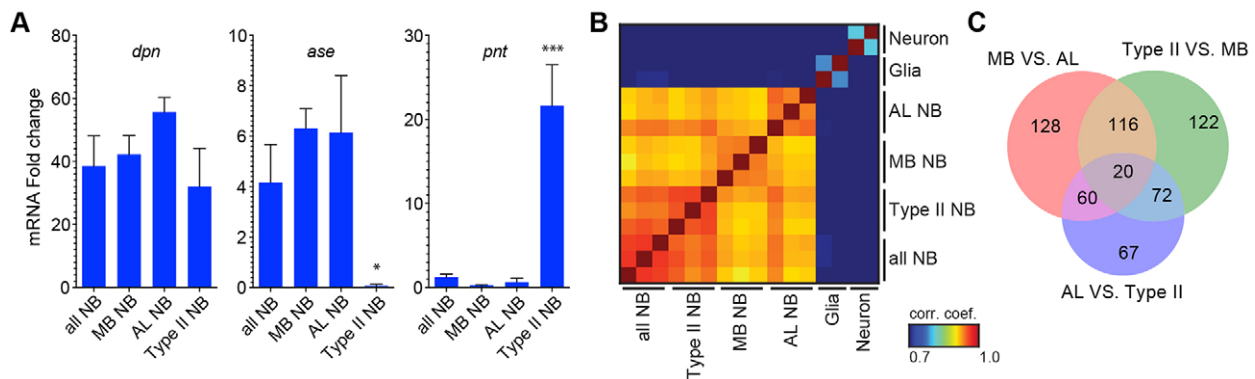 A
mRNA Fold change
dpn
80
60
40
20
0
all NB
MB NB
AL NB
Type II NB
ase
10
8
6
4
2
0
*
all NB
MB NB
AL NB
Type II NB
pnt
30
20
10
0
***
all NB
MB NB
AL NB
Type II NB
B
Neuron
Glia
AL NB
MB NB
Type II NB
all NB
all NB
Type II NB
MB NB
AL NB
Glia
Neuron
corr. coef.
0.7 1.0
C
MB VS. AL
Type II VS. MB
128 116 122
20
60 72
67
AL VS. Type II